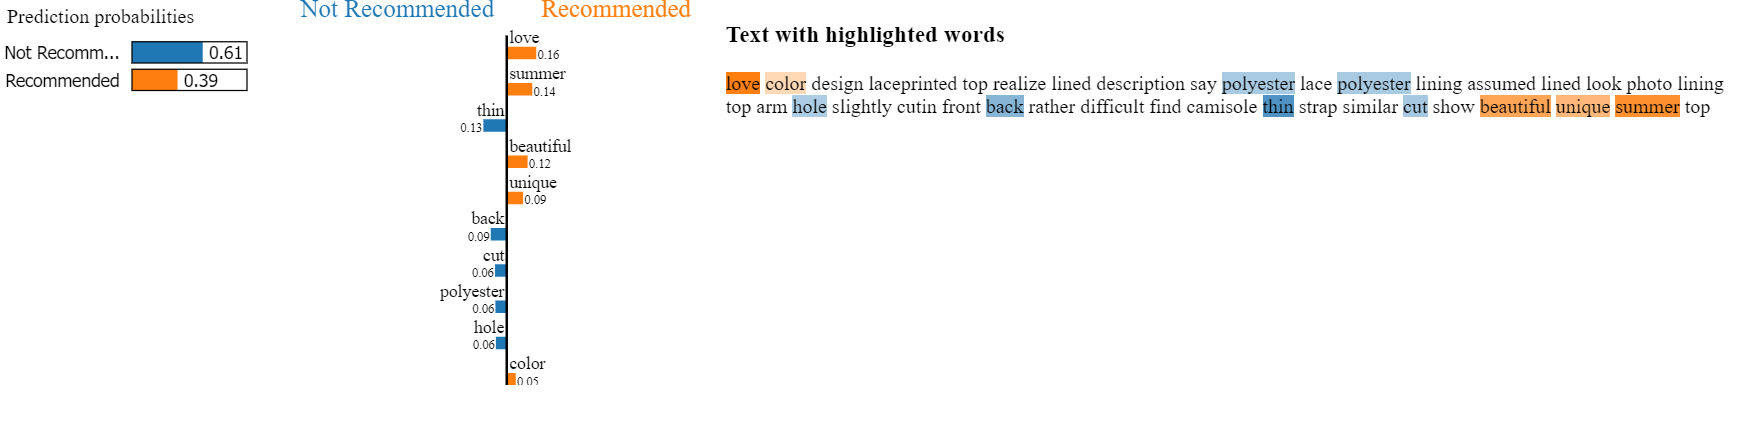 Prediction probabilities
Not Recomm... 0.61
Recommended 0.39
Not Recommended Recommended
love
0.16
summer
0.14
thin
0.13
beautiful
0.12
unique
0.09
back
0.09
cut
0.06
polyester
0.06
hole
0.06
color
0.05
Text with highlighted words
love color design laceprinted top realize lined description say polyester lace polyester lining assumed lined look photo lining
top arm hole slightly cutin front back rather difficult find camisole thin strap similar cut show beautiful unique summer top